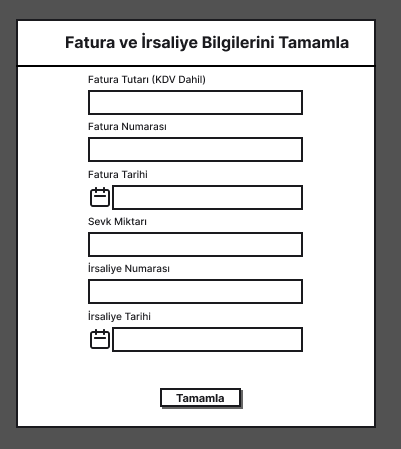 Fatura ve İrsaliye Bilgilerini Tamamla
Fatura Tutarı (KDV Dahil)
Fatura Numarası
Fatura Tarihi
Sevk Miktarı
İrsaliye Numarası
İrsaliye Tarihi
Tamamla